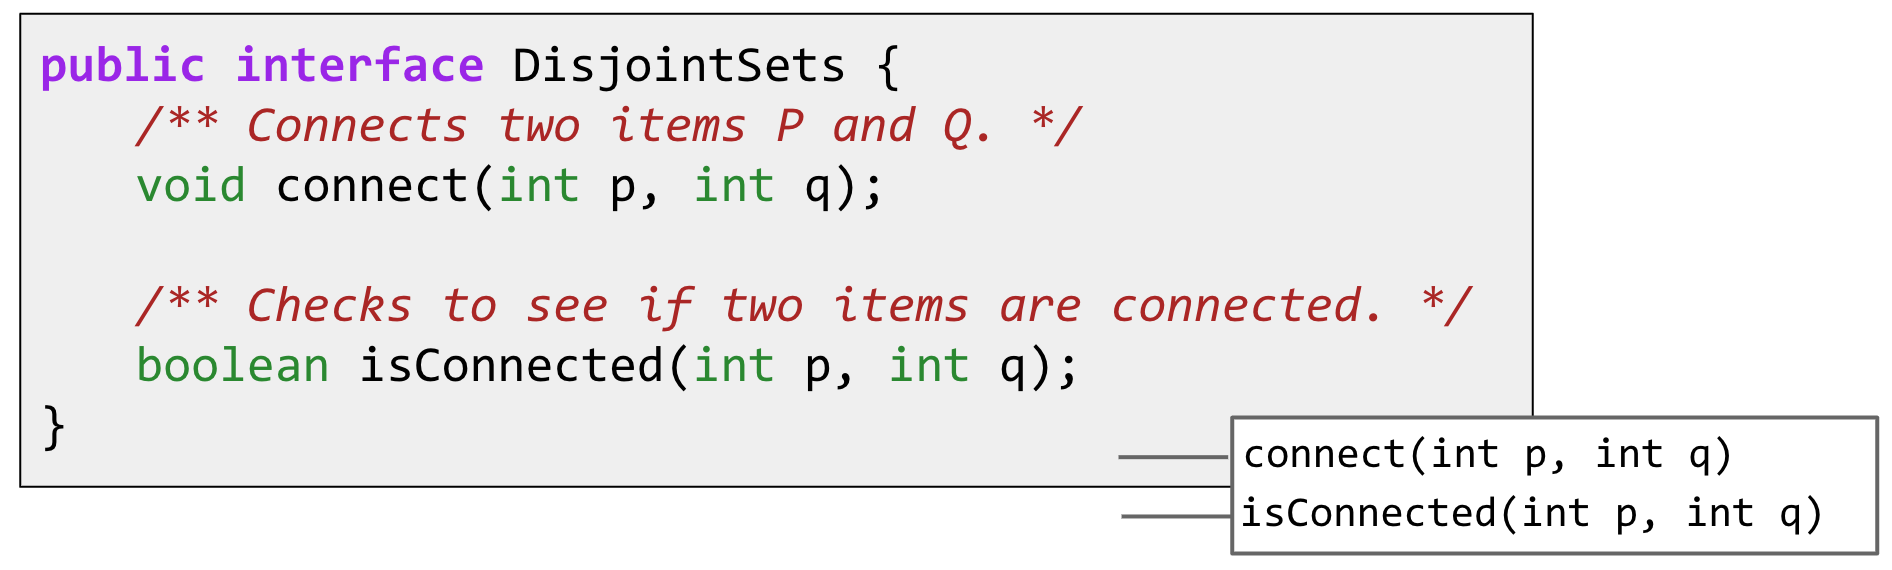 public interface DisjointSets {
    /** Connects two items P and Q. */
    void connect(int p, int q);

    /** Checks to see if two items are connected. */
    boolean isConnected(int p, int q);
}
connect(int p, int q)
isConnected(int p, int q)